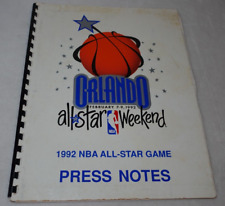 ORLANDO
FEBRUARY 7-9, 1992
all★star Weekend
1992 NBA ALL-STAR GAME
PRESS NOTES